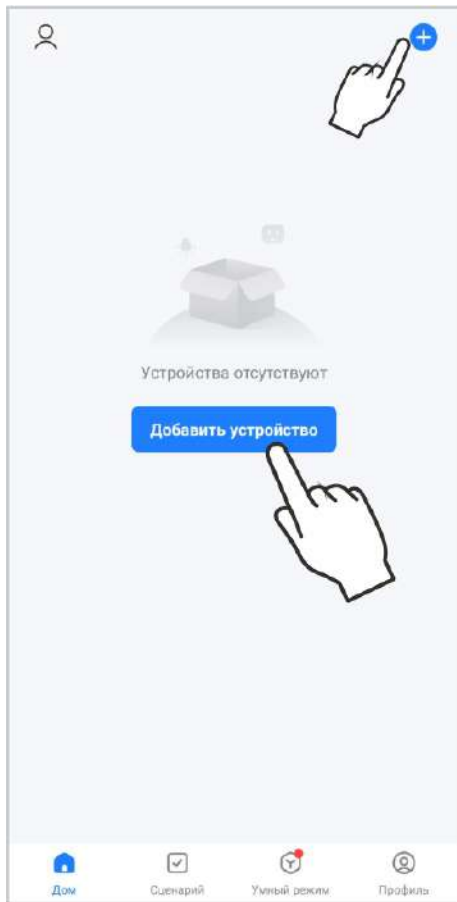 Устройства отсутствуют
Добавить устройство
Дом
Сценарий
Умный режим
Профиль